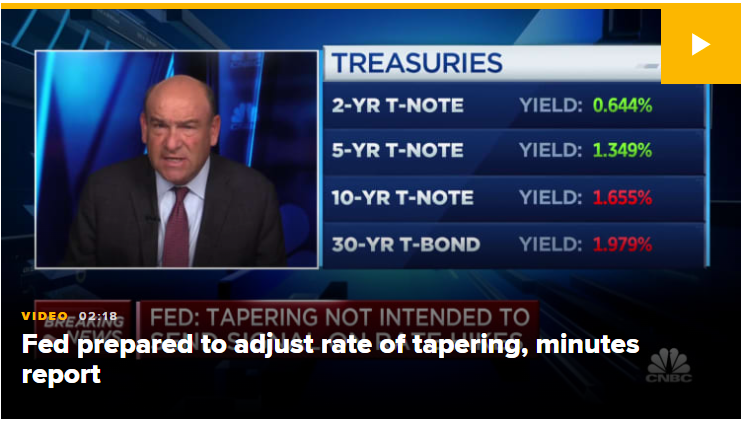 TREASURIES
2-YR T-NOTE YIELD: 0.644%
5-YR T-NOTE YIELD: 1.349%
10-YR T-NOTE YIELD: 1.655%
30-YR T-BOND YIELD: 1.979%
VIDEO 02:18
BREAKING NEWS
FED: TAPERING NOT INTENDED TO
SEND SIGNAL ON RATE HIKES
Fed prepared to adjust rate of tapering, minutes
report
CNBC